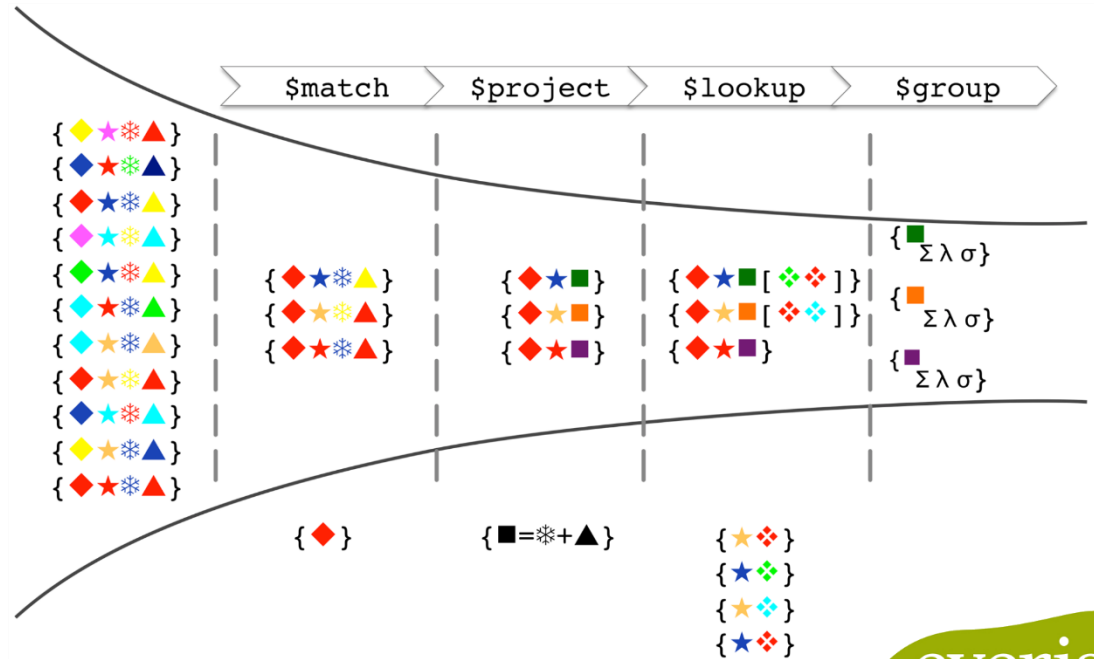 $match $project $lookup $group
{ ◆ ★ ❄ ▲ }
{ ◆ ★ ❄ ▲ }
{ ◆ ★ ❄ ▲ }
{ ◆ ★ ❄ ▲ }
{ ◆ ★ ❄ ▲ }
{ ◆ ★ ❄ ▲ }
{ ◆ ★ ❄ ▲ }
{ ◆ ★ ❄ ▲ }
{ ◆ ★ ❄ ▲ }
{ ◆ ★ ❄ ▲ }
{ ◆ ★ ❄ ▲ }
{ ◆ ★ ❄ ▲ }
{ ◆ ★ ❄ ▲ }
{ ◆ ★ ❄ ▲ }
{ ◆ ★ ■ }
{ ◆ ★ ■ }
{ ◆ ★ ■ }
{ ◆ ★ ■ [ ❖ ❖ ] }
{ ◆ ★ ■ [ ❖ ❖ ] }
{ ◆ ★ ■ }
{ ■ Σ λ σ}
{ ■ Σ λ σ}
{ ■ Σ λ σ}
{ ◆ }
{ ■=❄+▲ }
{ ★ ❖ }
{ ★ ❖ }
{ ★ ❖ }
{ ★ ❖ }